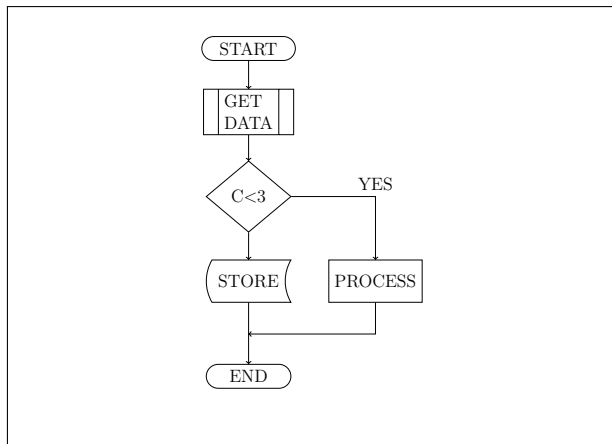 START
GET
DATA
C<3
YES
STORE
PROCESS
END